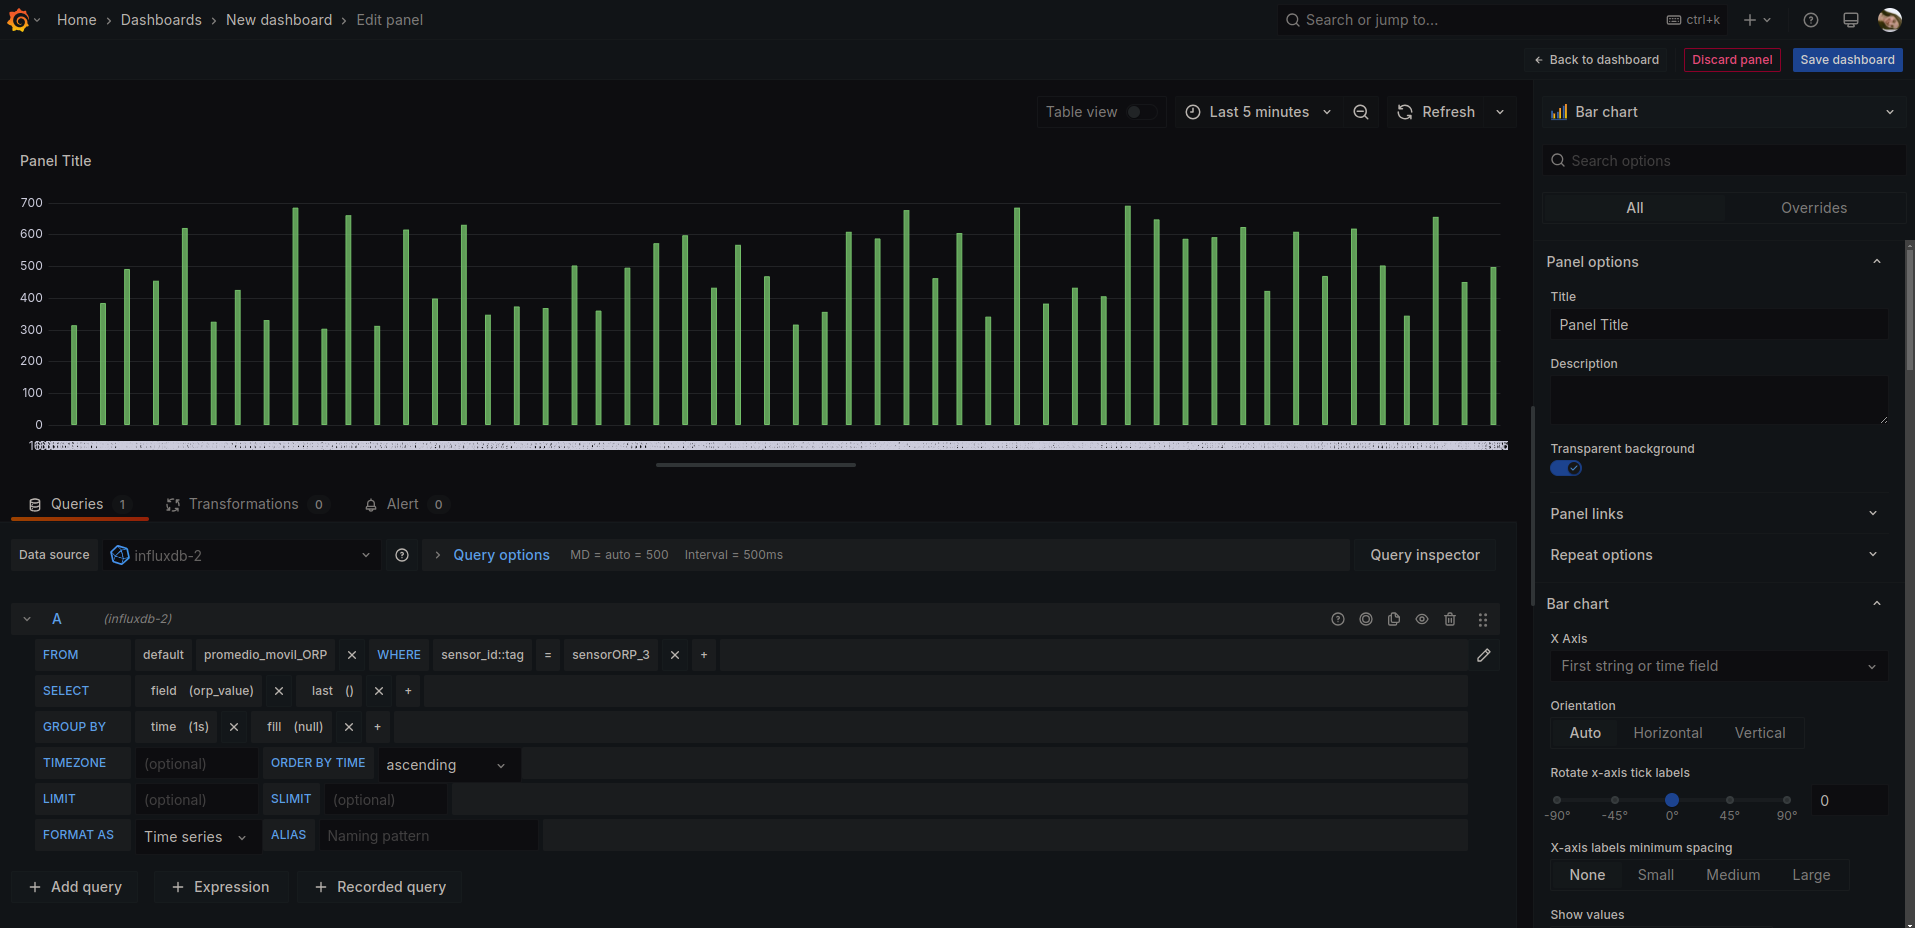 Home › Dashboards › New dashboard › Edit panel
Search or jump to... ctrl+k
Back to dashboard Discard panel Save dashboard
Table view Last 5 minutes Refresh
Bar chart
Search options
All Overrides
Panel Title
700
600
500
400
300
200
100
0
Panel options
Title
Panel Title
Description
Transparent background
Panel links
Repeat options
Bar chart
X Axis
First string or time field
Orientation
Auto Horizontal Vertical
Rotate x-axis tick labels
0
-90° -45° 0° 45° 90°
X-axis labels minimum spacing
None Small Medium Large
Show values
Queries 1 Transformations 0 Alert 0
Data source influxdb-2 Query options MD = auto = 500 Interval = 500ms Query inspector
A (influxdb-2)
FROM default promedio_movil_ORP WHERE sensor_id::tag = sensorORP_3 +
SELECT field (orp_value) last () +
GROUP BY time (1s) fill (null) +
TIMEZONE (optional) ORDER BY TIME ascending
LIMIT (optional) SLIMIT (optional)
FORMAT AS Time series ALIAS Naming pattern
+ Add query + Expression + Recorded query